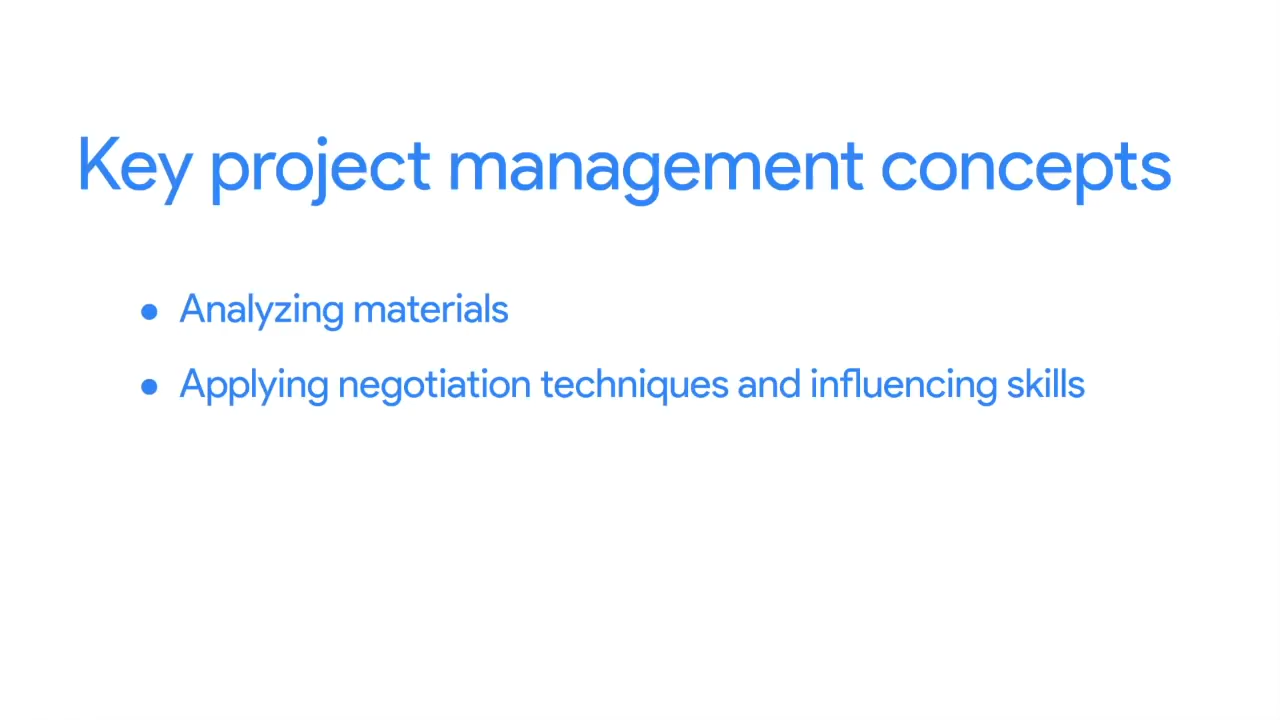 Key project management concepts
● Analyzing materials
● Applying negotiation techniques and influencing skills